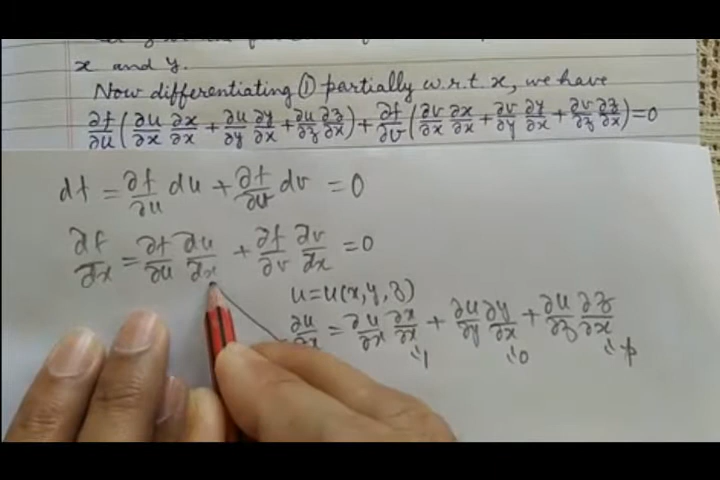 x and y.
Now differentiating ① partially w.r.t. x, we have
∂f/∂u (∂u/∂x ∂x/∂x + ∂u/∂y ∂y/∂x + ∂u/∂z ∂z/∂x) + ∂f/∂v (∂v/∂x ∂x/∂x + ∂v/∂y ∂y/∂x + ∂v/∂z ∂z/∂x) = 0
df = ∂f/∂u du + ∂f/∂v dv = 0
∂f/∂x = ∂f/∂u ∂u/∂x + ∂f/∂v ∂v/∂x = 0
u = u(x, y, z)
∂u/∂x = ∂u/∂x ∂x/∂x + ∂u/∂y ∂y/∂x + ∂u/∂z ∂z/∂x
1 0 p